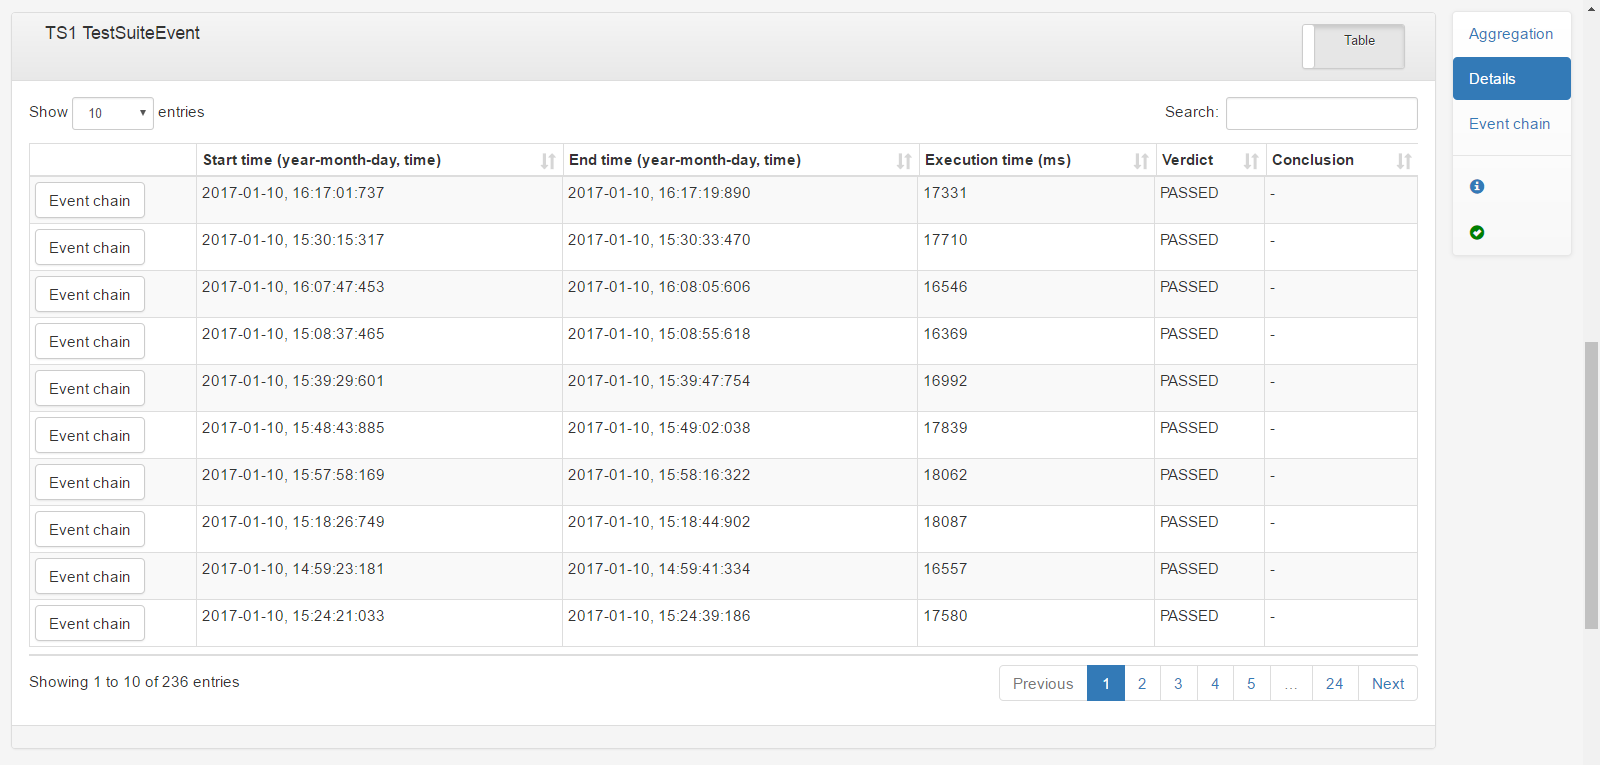 TS1 TestSuiteEvent
Table
Aggregation
Details
Event chain
Show 10 entries
Search:
Start time (year-month-day, time) End time (year-month-day, time) Execution time (ms) Verdict Conclusion
Event chain 2017-01-10, 16:17:01:737 2017-01-10, 16:17:19:890 17331 PASSED -
Event chain 2017-01-10, 15:30:15:317 2017-01-10, 15:30:33:470 17710 PASSED -
Event chain 2017-01-10, 16:07:47:453 2017-01-10, 16:08:05:606 16546 PASSED -
Event chain 2017-01-10, 15:08:37:465 2017-01-10, 15:08:55:618 16369 PASSED -
Event chain 2017-01-10, 15:39:29:601 2017-01-10, 15:39:47:754 16992 PASSED -
Event chain 2017-01-10, 15:48:43:885 2017-01-10, 15:49:02:038 17839 PASSED -
Event chain 2017-01-10, 15:57:58:169 2017-01-10, 15:58:16:322 18062 PASSED -
Event chain 2017-01-10, 15:18:26:749 2017-01-10, 15:18:44:902 18087 PASSED -
Event chain 2017-01-10, 14:59:23:181 2017-01-10, 14:59:41:334 16557 PASSED -
Event chain 2017-01-10, 15:24:21:033 2017-01-10, 15:24:39:186 17580 PASSED -
Showing 1 to 10 of 236 entries
Previous 1 2 3 4 5 ... 24 Next